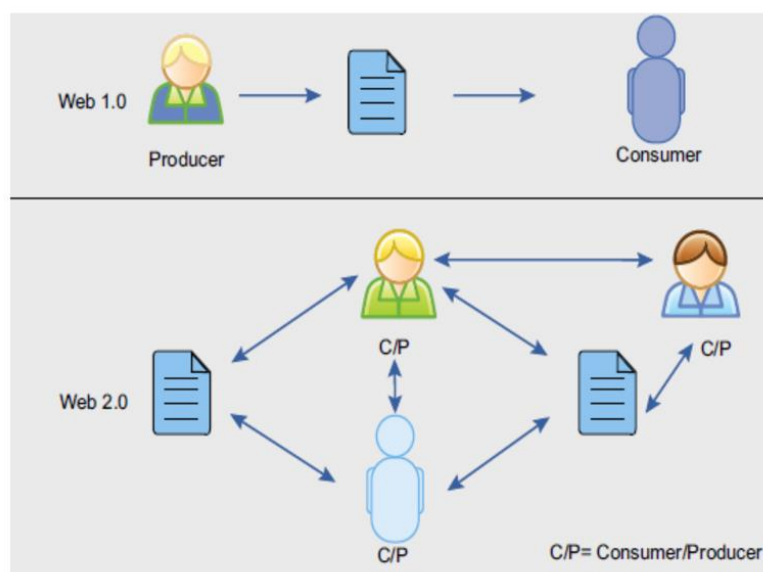 Web 1.0
Producer
Consumer
C/P
C/P
Web 2.0
C/P
C/P= Consumer/Producer